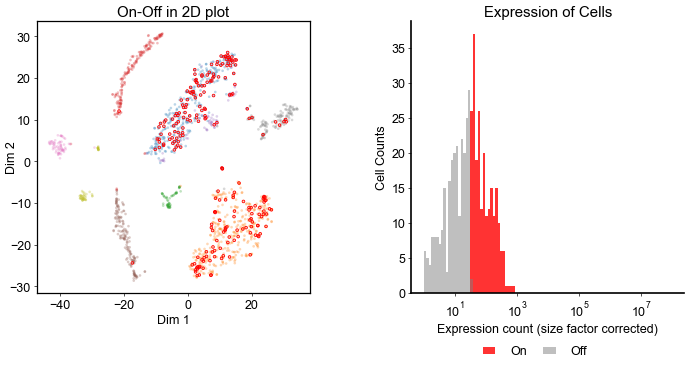 On-Off in 2D plot
Dim 2
30
20
10
0
−10
−20
−30
−40
−20
0
20
Dim 1
Expression of Cells
Cell Counts
35
30
25
20
15
10
5
0
10^1
10^3
10^5
10^7
Expression count (size factor corrected)
On
Off